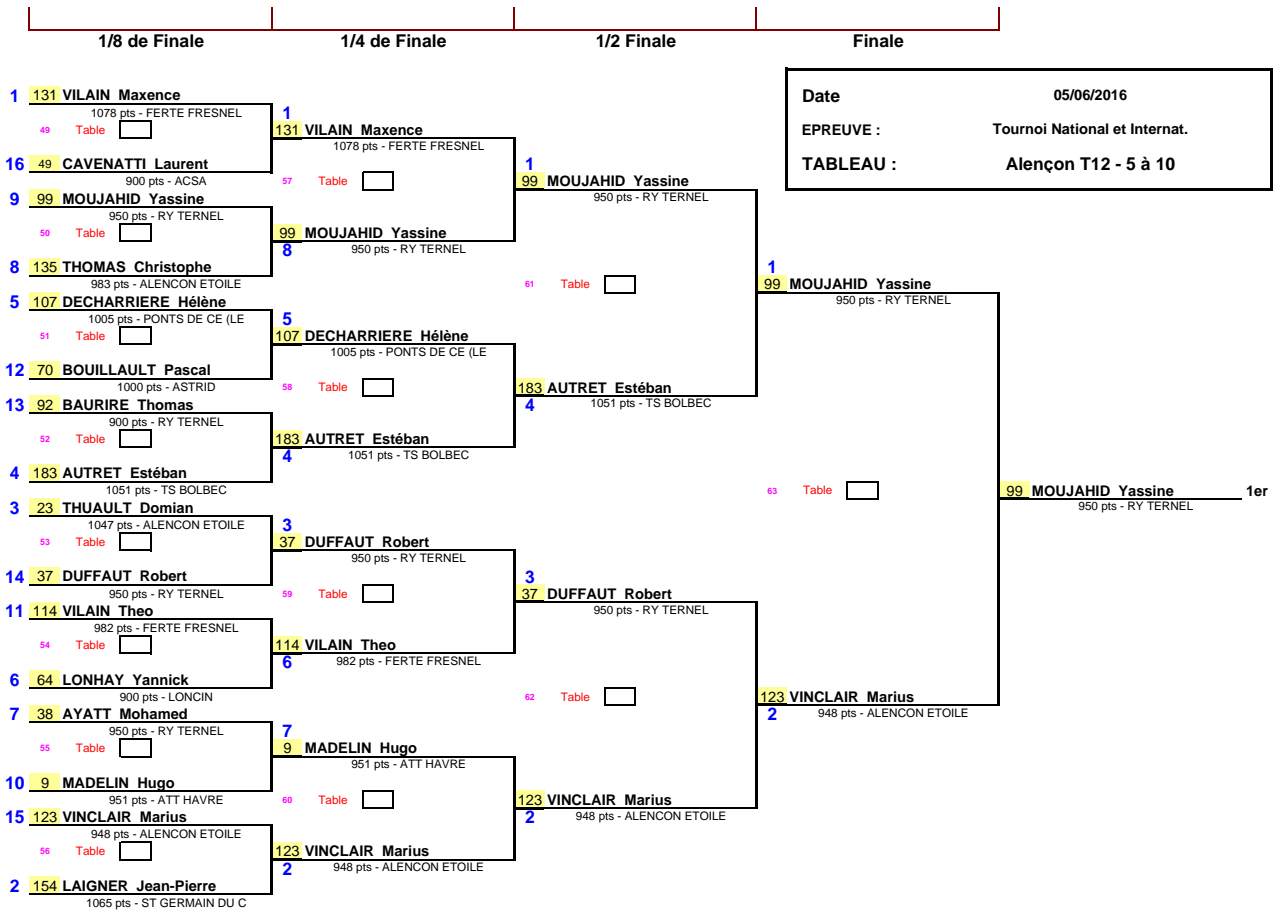 1/8 de Finale
1/4 de Finale
1/2 Finale
Finale
Date 05/06/2016
EPREUVE : Tournoi National et Internat.
TABLEAU : Alençon T12 - 5 à 10
1 131 VILAIN Maxence
1078 pts - FERTE FRESNEL
49 Table
16 49 CAVENATTI Laurent
900 pts - ACSA
9 99 MOUJAHID Yassine
950 pts - RY TERNEL
50 Table
8 135 THOMAS Christophe
983 pts - ALENCON ETOILE
5 107 DECHARRIERE Hélène
1005 pts - PONTS DE CE (LE
51 Table
12 70 BOUILLAULT Pascal
1000 pts - ASTRID
13 92 BAURIRE Thomas
900 pts - RY TERNEL
52 Table
4 183 AUTRET Estéban
1051 pts - TS BOLBEC
3 23 THUAULT Domian
1047 pts - ALENCON ETOILE
53 Table
14 37 DUFFAUT Robert
950 pts - RY TERNEL
11 114 VILAIN Theo
982 pts - FERTE FRESNEL
54 Table
6 64 LONHAY Yannick
900 pts - LONCIN
7 38 AYATT Mohamed
950 pts - RY TERNEL
55 Table
10 9 MADELIN Hugo
951 pts - ATT HAVRE
15 123 VINCLAIR Marius
948 pts - ALENCON ETOILE
56 Table
2 154 LAIGNER Jean-Pierre
1065 pts - ST GERMAIN DU C
1
131 VILAIN Maxence
1078 pts - FERTE FRESNEL
57 Table
99 MOUJAHID Yassine
8 950 pts - RY TERNEL
5
107 DECHARRIERE Hélène
1005 pts - PONTS DE CE (LE
58 Table
183 AUTRET Estéban
4 1051 pts - TS BOLBEC
3
37 DUFFAUT Robert
950 pts - RY TERNEL
59 Table
114 VILAIN Theo
6 982 pts - FERTE FRESNEL
7
9 MADELIN Hugo
951 pts - ATT HAVRE
60 Table
123 VINCLAIR Marius
2 948 pts - ALENCON ETOILE
1
99 MOUJAHID Yassine
950 pts - RY TERNEL
61 Table
183 AUTRET Estéban
4 1051 pts - TS BOLBEC
3
37 DUFFAUT Robert
950 pts - RY TERNEL
62 Table
123 VINCLAIR Marius
2 948 pts - ALENCON ETOILE
1
99 MOUJAHID Yassine
950 pts - RY TERNEL
63 Table
123 VINCLAIR Marius
2 948 pts - ALENCON ETOILE
99 MOUJAHID Yassine 1er
950 pts - RY TERNEL